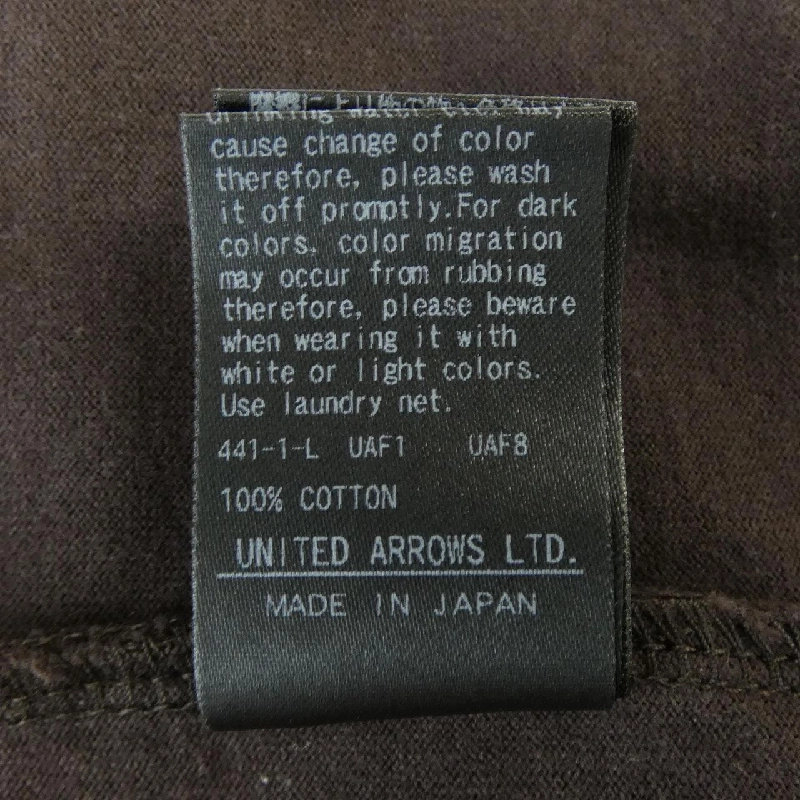 cause change of color
therefore, please wash
it off promptly.For dark
colors, color migration
may occur from rubbing
therefore, please beware
when wearing it with
white or light colors.
Use laundry net.
441-1-L UAF1 UAF8
100% COTTON
UNITED ARROWS LTD.
MADE IN JAPAN